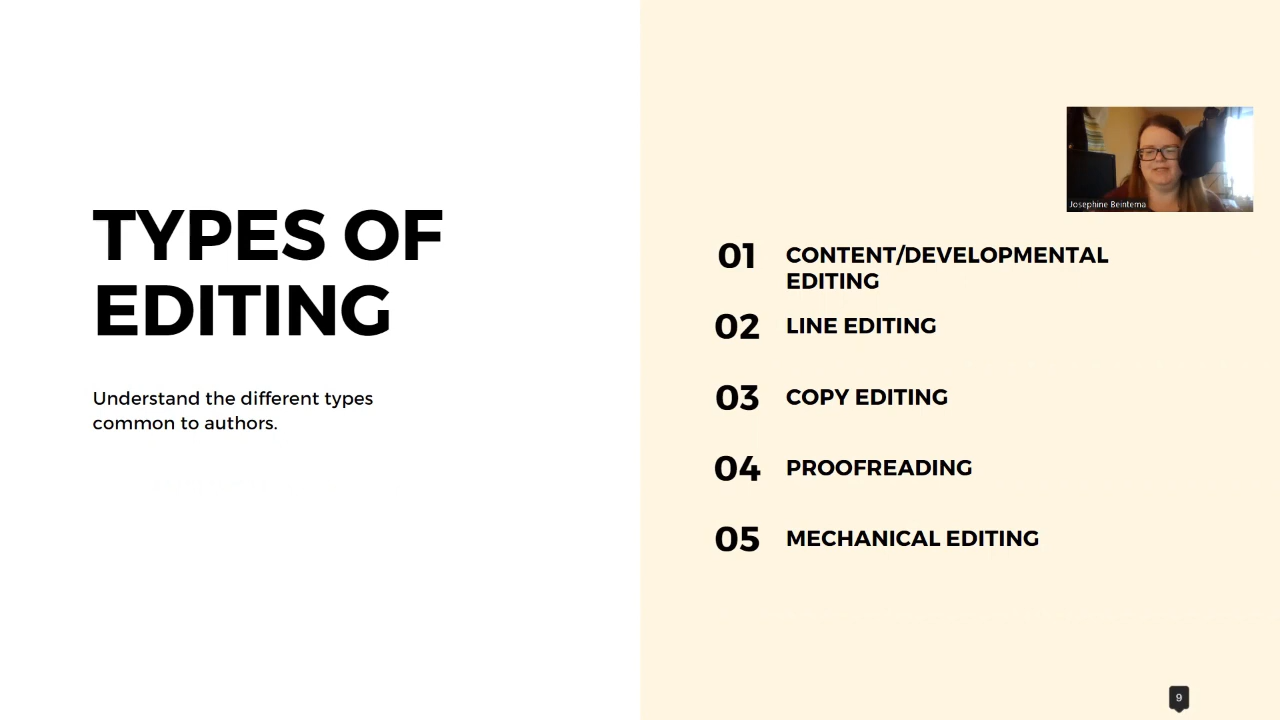 TYPES OF
EDITING
Understand the different types
common to authors.
Josephine Beintema
01 CONTENT/DEVELOPMENTAL
EDITING
02 LINE EDITING
03 COPY EDITING
04 PROOFREADING
05 MECHANICAL EDITING
9